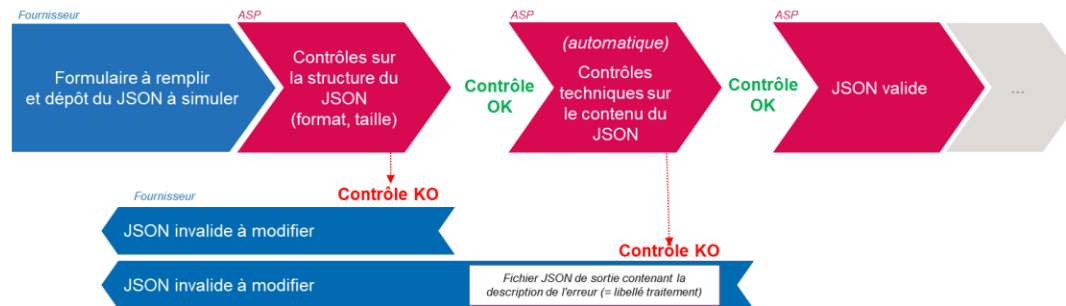 Fournisseur
Formulaire à remplir
et dépôt du JSON à simuler
ASP
Contrôles sur
la structure du
JSON
(format, taille)
Contrôle
OK
ASP
(automatique)
Contrôles
techniques sur
le contenu du
JSON
Contrôle
OK
ASP
JSON valide
...
Contrôle KO
Fournisseur
JSON invalide à modifier
Contrôle KO
JSON invalide à modifier
Fichier JSON de sortie contenant la
description de l'erreur (= libellé traitement)